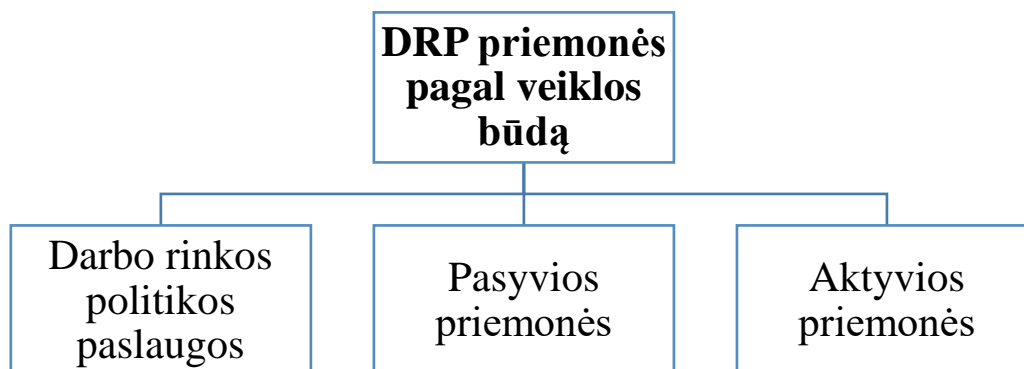 DRP priemonės
pagal veiklos
būdą
Darbo rinkos
politikos
paslaugos
Pasyvios
priemonės
Aktyvios
priemonės